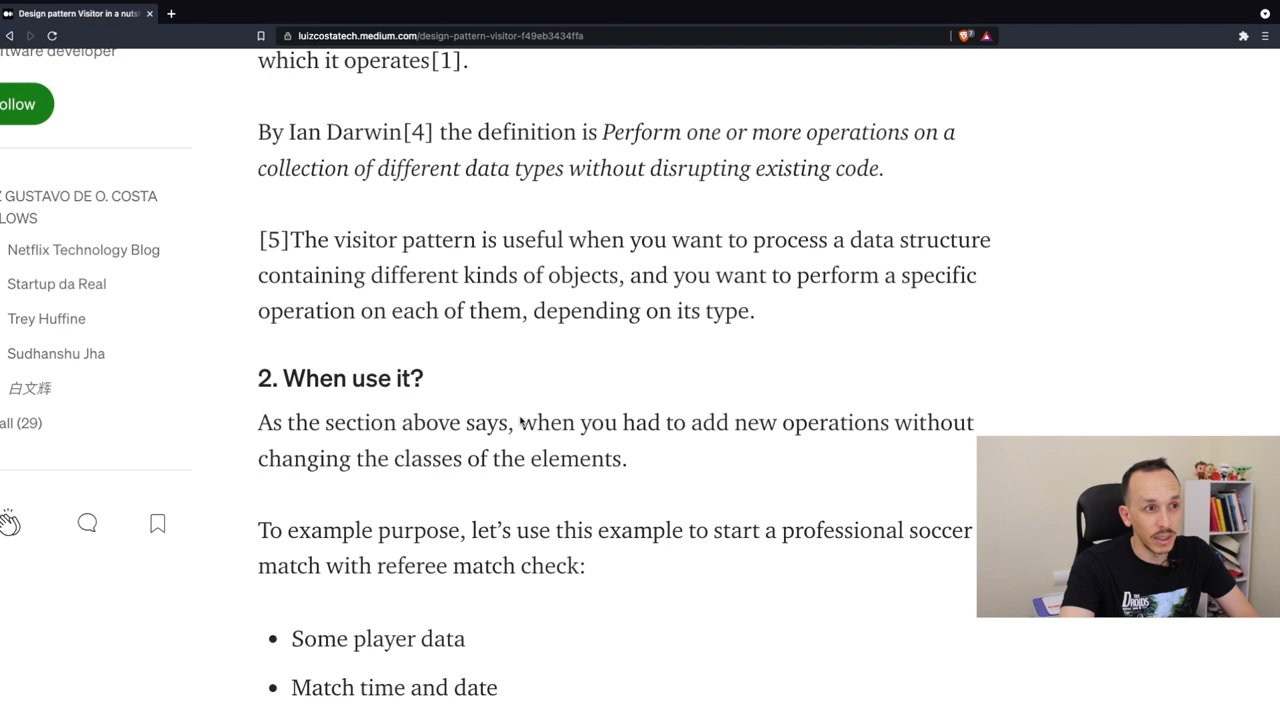 Design pattern Visitor in a nuts
luizcostatech.medium.com/design-pattern-visitor-f49eb3434ffa
7
ftware developer
ollow
Z GUSTAVO DE O. COSTA
LOWS
Netflix Technology Blog
Startup da Real
Trey Huffine
Sudhanshu Jha
白文辉
all (29)
which it operates[1].
By Ian Darwin[4] the definition is Perform one or more operations on a
collection of different data types without disrupting existing code.
[5]The visitor pattern is useful when you want to process a data structure
containing different kinds of objects, and you want to perform a specific
operation on each of them, depending on its type.
2. When use it?
As the section above says, when you had to add new operations without
changing the classes of the elements.
To example purpose, let’s use this example to start a professional soccer
match with referee match check:
• Some player data
• Match time and date
THE
DROIDS